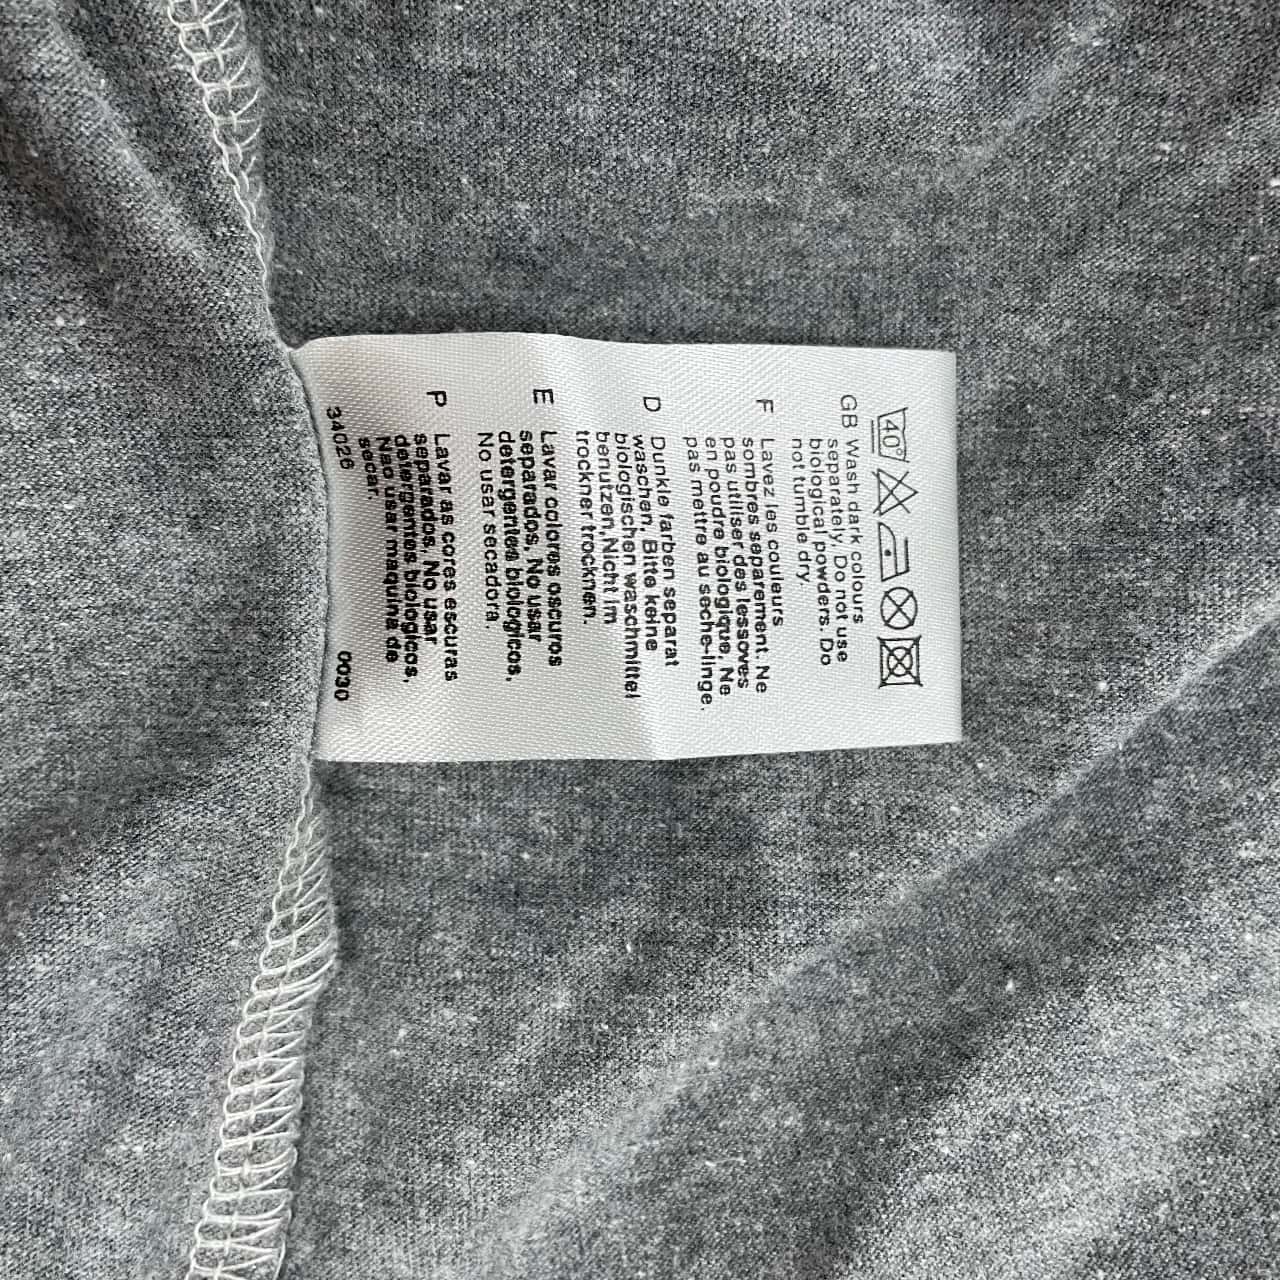 40°
GB Wash dark colours
separately, Do not use
biological powders. Do
not tumble dry.
F Lavez les couleurs
sombres separement. Ne
pas utiliser des lessoves
en poudre biologique, Ne
pas mettre au seche-linge.
D Dunkle farben separat
waschen, Bitte keine
biologischen waschmittel
benutzen, Nicht im
trockner trocknen.
E Lavar colores oscuros
separados, No usar
detergentes biologicos.
No usar secadora.
P Lavar as cores escuras
separados, No usar
detergentes biologicos.
Nao usar maquina de
secar.
34026 0030